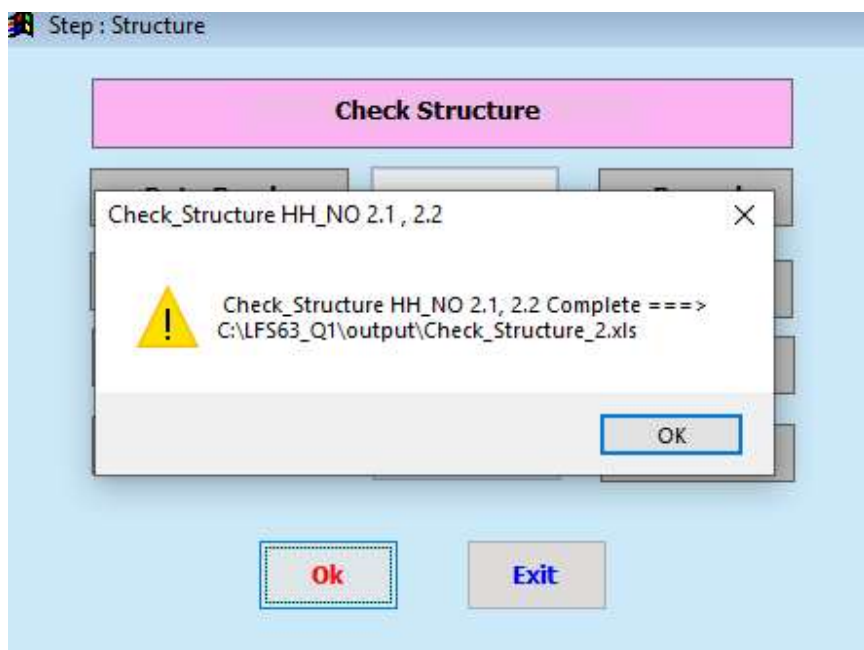 Step : Structure
Check Structure
Check_Structure HH_NO 2.1 , 2.2
Check_Structure HH_NO 2.1, 2.2 Complete ===>
C:\LFS63_Q1\output\Check_Structure_2.xls
OK
Ok
Exit